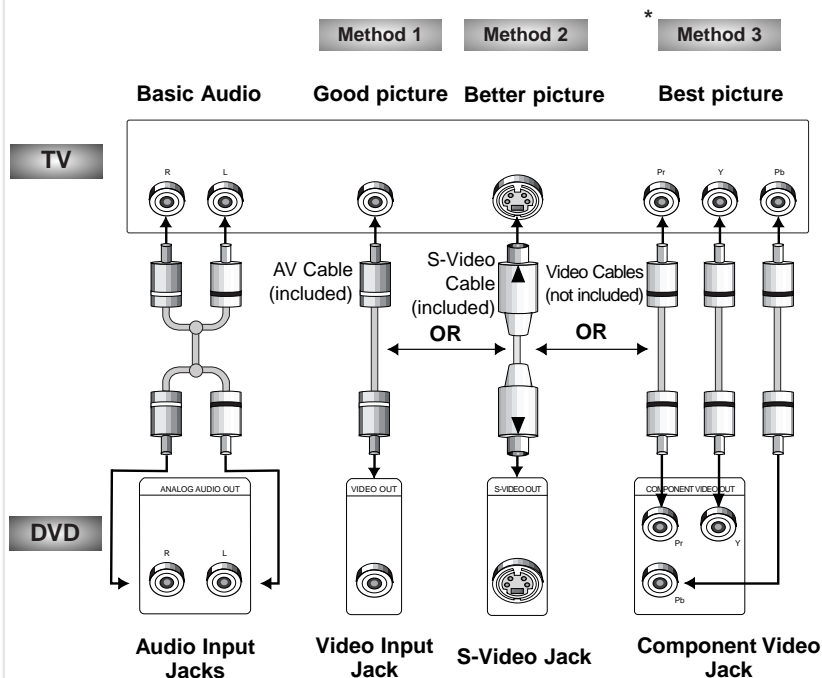 *
Method 1 Method 2 Method 3
Basic Audio Good picture Better picture Best picture
TV
R L Pr Y Pb
AV Cable
(included)
S-Video
Cable
(included)
Video Cables
(not included)
OR OR
ANALOG AUDIO OUT VIDEO OUT S-VIDEO OUT COMPONENT VIDEO OUT
DVD
R L Pr Y
Pb
Audio Input
Jacks
Video Input
Jack
S-Video Jack
Component Video
Jack